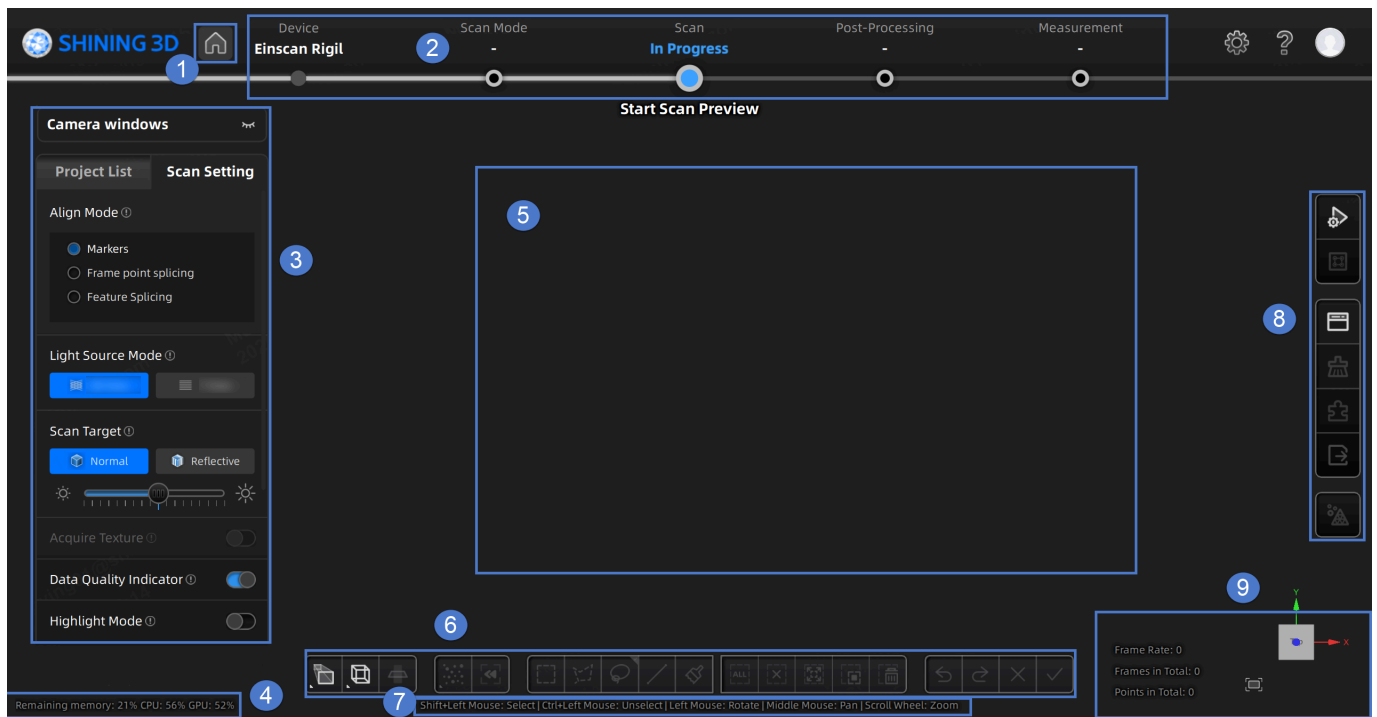 SHINING 3D
1
Device
Einscan Rigil
2
Scan Mode
-
Scan
In Progress
Post-Processing
-
Measurement
-
Start Scan Preview
Camera windows
Project List
Scan Setting
Align Mode
Markers
Frame point splicing
Feature Splicing
3
Light Source Mode
Scan Target
Normal
Reflective
Acquire Texture
Data Quality Indicator
Highlight Mode
5
8
9
Y
X
Frame Rate: 0
Frames in Total: 0
Points in Total: 0
6
ALL
4
7
Remaining memory: 21% CPU: 56% GPU: 52%
Shift+Left Mouse: Select | Ctrl+Left Mouse: Unselect | Left Mouse: Rotate | Middle Mouse: Pan | Scroll Wheel: Zoom